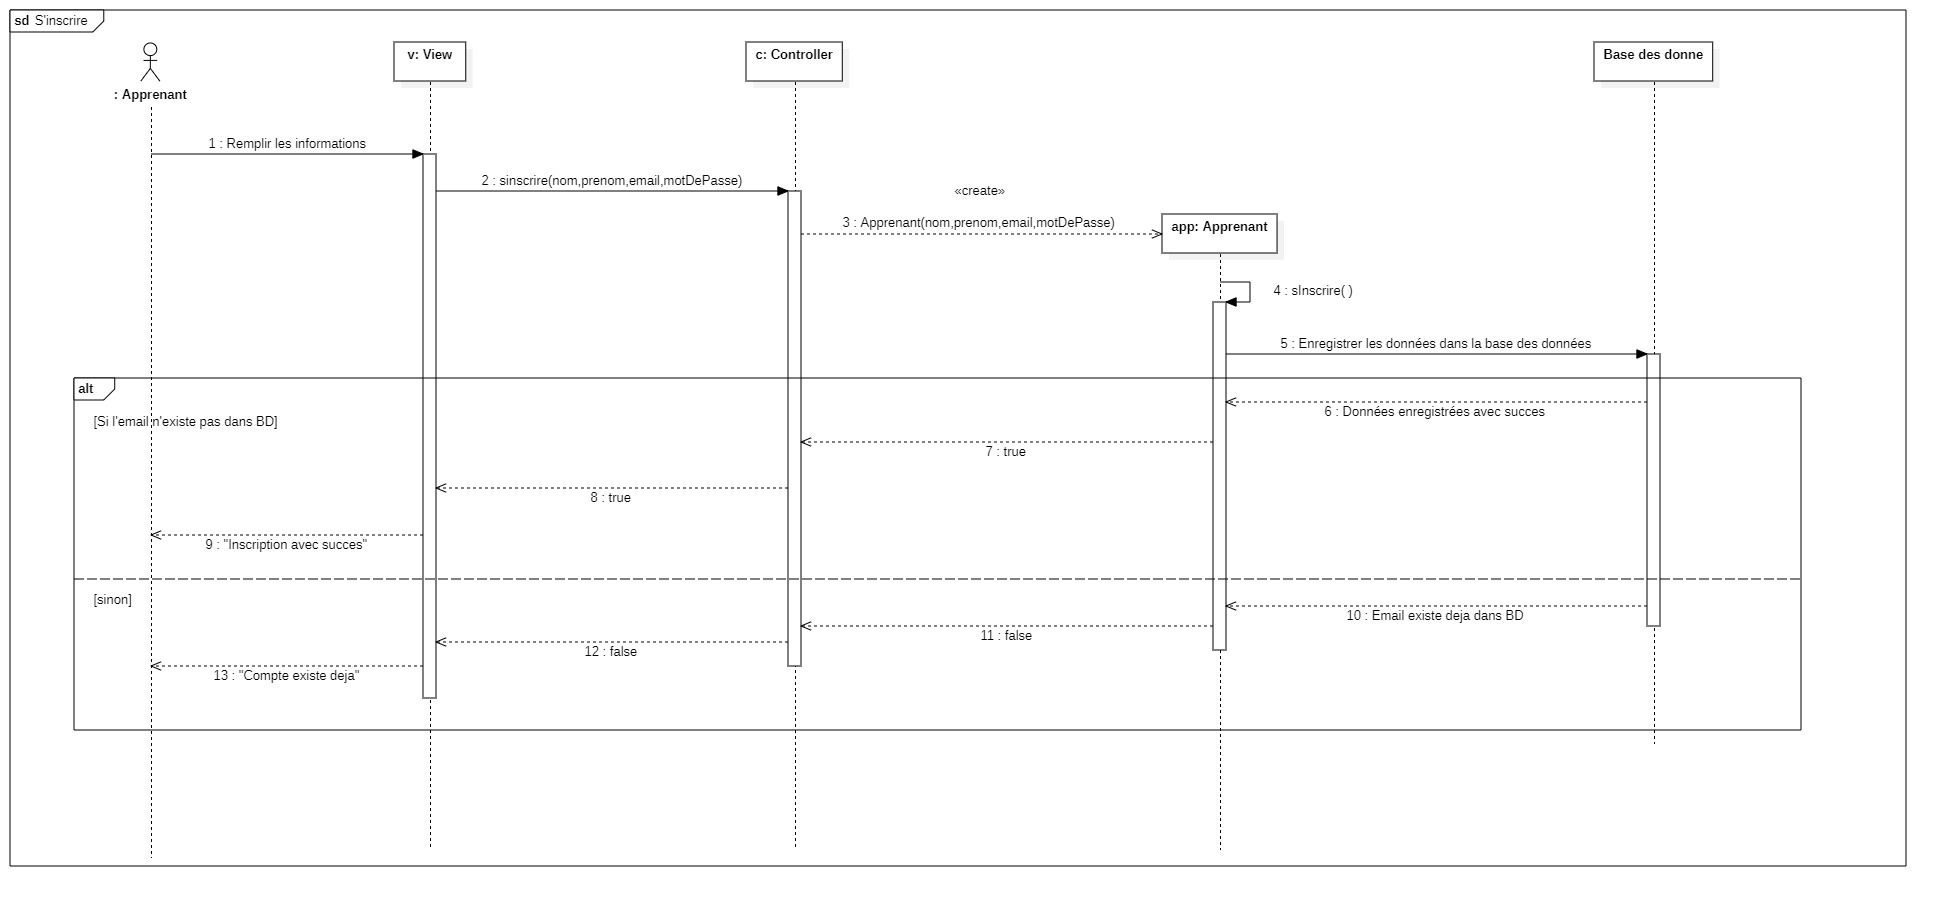 sd S'inscrire
v: View
c: Controller
Base des donne
: Apprenant
1 : Remplir les informations
2 : sinscrire(nom,prenom,email,motDePasse)
«create»
3 : Apprenant(nom,prenom,email,motDePasse)
app: Apprenant
4 : sInscrire( )
5 : Enregistrer les données dans la base des données
alt
[Si l'email n'existe pas dans BD]
6 : Données enregistrées avec succes
7 : true
8 : true
9 : "Inscription avec succes"
[sinon]
10 : Email existe deja dans BD
11 : false
12 : false
13 : "Compte existe deja"